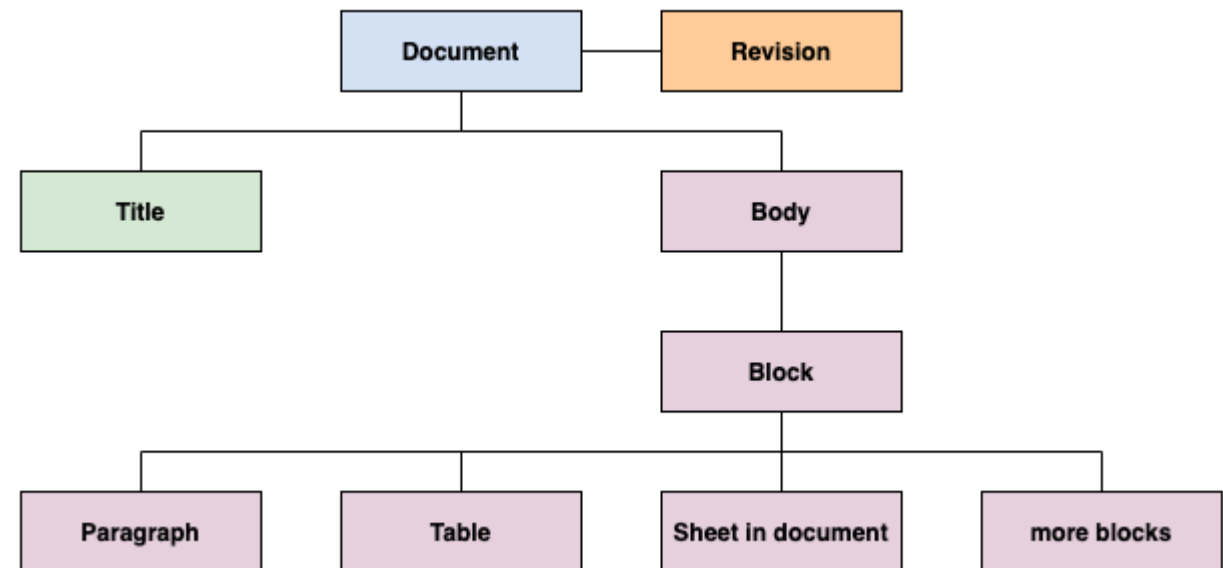 Document
Revision
Title
Body
Block
Paragraph
Table
Sheet in document
more blocks